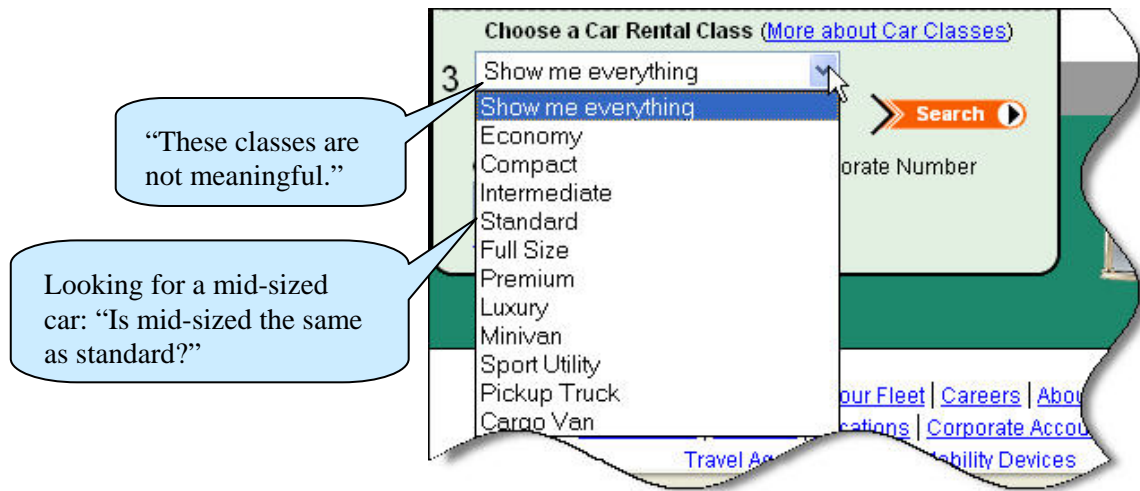 Choose a Car Rental Class (More about Car Classes)
3
Show me everything
Show me everything
Economy
Compact
Intermediate
Standard
Full Size
Premium
Luxury
Minivan
Sport Utility
Pickup Truck
Cargo Van
Search
orate Number
“These classes are
not meaningful.”
Looking for a mid-sized
car: “Is mid-sized the same
as standard?”
our Fleet | Careers | Abou
cations | Corporate Accou
Travel Ag
obility Devices